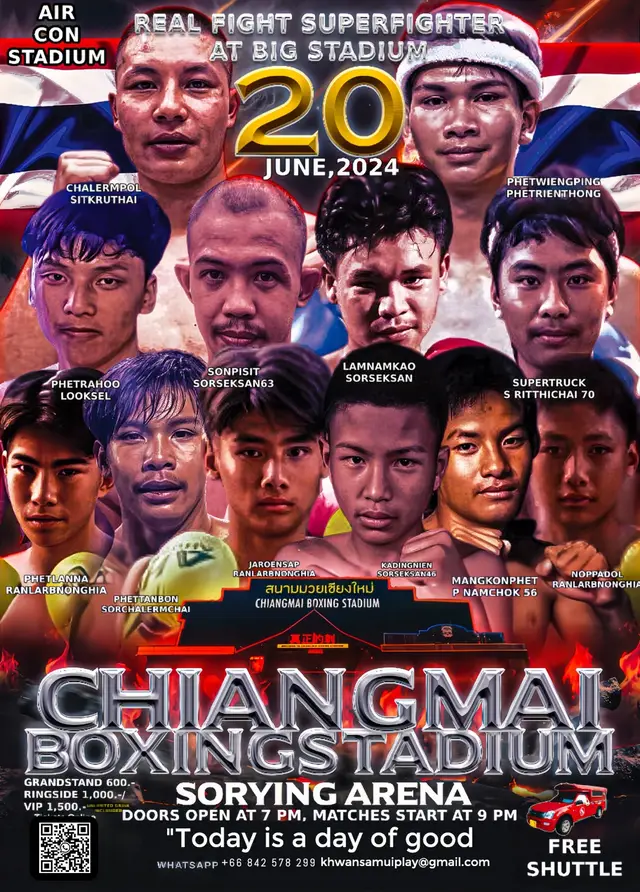 AIR
CON
STADIUM
REAL FIGHT SUPERFIGHTER
AT BIG STADIUM
20
JUNE,2024
CHALERMPOL
SITKRUTHAI
PHETWIENGPING
PHETRIENTHONG
PHETRAHOO
LOOKSEL
SONPISIT
SORSEKSAN63
LAMNAMKAO
SORSEKSAN
SUPERTRUCK
S RITTHICHAI 70
PHETLANNA
RANLARBNONGHIA
PHETTANBON
SORCHALERMCHAI
JAROENSAP
RANLARBNONGHIA
KADINGNIEN
SORSEKSAN46
MANGKONPHET
P NAMCHOK 56
NOPPADOL
RANLARBNONGHIA
สนามมวยเชียงใหม่
CHIANGMAI BOXING STADIUM
CHIANGMAI
BOXINGSTADIUM
GRANDSTAND 600.-
RINGSIDE 1,000.-/
VIP 1,500.-
SORYING ARENA
DOORS OPEN AT 7 PM, MATCHES START AT 9 PM
"Today is a day of good
WHATSAPP +66 842 578 299 khwansamuiplay@gmail.com
FREE
SHUTTLE